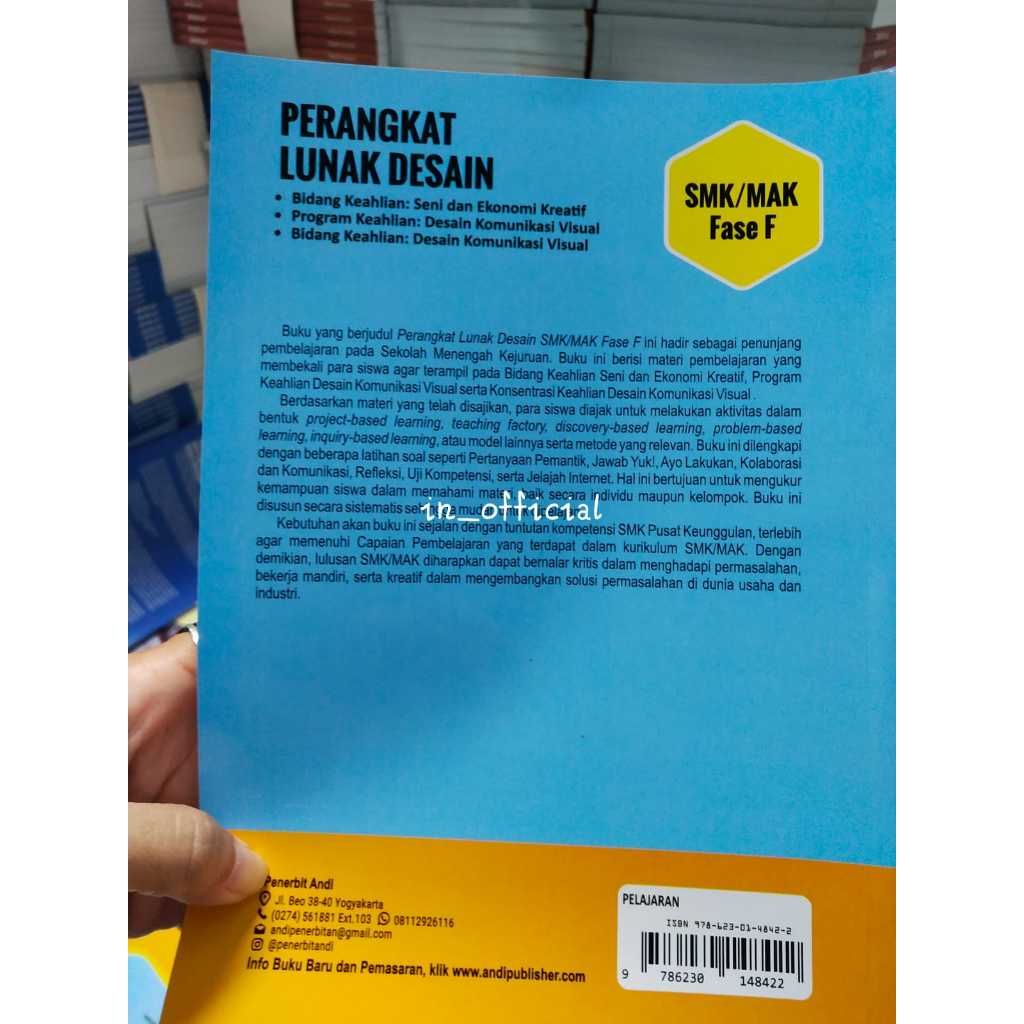 PERANGKAT
LUNAK DESAIN
• Bidang Keahlian: Seni dan Ekonomi Kreatif
• Program Keahlian: Desain Komunikasi Visual
• Bidang Keahlian: Desain Komunikasi Visual
SMK/MAK
Fase F
Buku yang berjudul Perangkat Lunak Desain SMK/MAK Fase F ini hadir sebagai penunjang
pembelajaran pada Sekolah Menengah Kejuruan. Buku ini berisi materi pembelajaran yang
membekali para siswa agar terampil pada Bidang Keahlian Seni dan Ekonomi Kreatif, Program
Keahlian Desain Komunikasi Visual serta Konsentrasi Keahlian Desain Komunikasi Visual .
Berdasarkan materi yang telah disajikan, para siswa diajak untuk melakukan aktivitas dalam
bentuk project-based learning, teaching factory, discovery-based learning, problem-based
learning, inquiry-based learning, atau model lainnya serta metode yang relevan. Buku ini dilengkapi
dengan beberapa latihan soal seperti Pertanyaan Pemantik, Jawab Yuk!, Ayo Lakukan, Kolaborasi
dan Komunikasi, Refleksi, Uji Kompetensi, serta Jelajah Internet. Hal ini bertujuan untuk mengukur
kemampuan siswa dalam memahami materi baik secara individu maupun kelompok. Buku ini
in_official
disusun secara sistematis
Kebutuhan akan buku ini sejalan dengan tuntutan kompetensi SMK Pusat Keunggulan, terlebih
agar memenuhi Capaian Pembelajaran yang terdapat dalam kurikulum SMK/MAK. Dengan
demikian, lulusan SMK/MAK diharapkan dapat bernalar kritis dalam menghadapi permasalahan,
bekerja mandiri, serta kreatif dalam mengembangkan solusi permasalahan di dunia usaha dan
industri.
Penerbit Andi
Jl. Beo 38-40 Yogyakarta
(0274) 561881 Ext.103 08112926116
andipenerbitan@gmail.com
@penerbitandi
Info Buku Baru dan Pemasaran, klik www.andipublisher.com
PELAJARAN
ISBN 978-623-01-4842-2
9 786230 148422